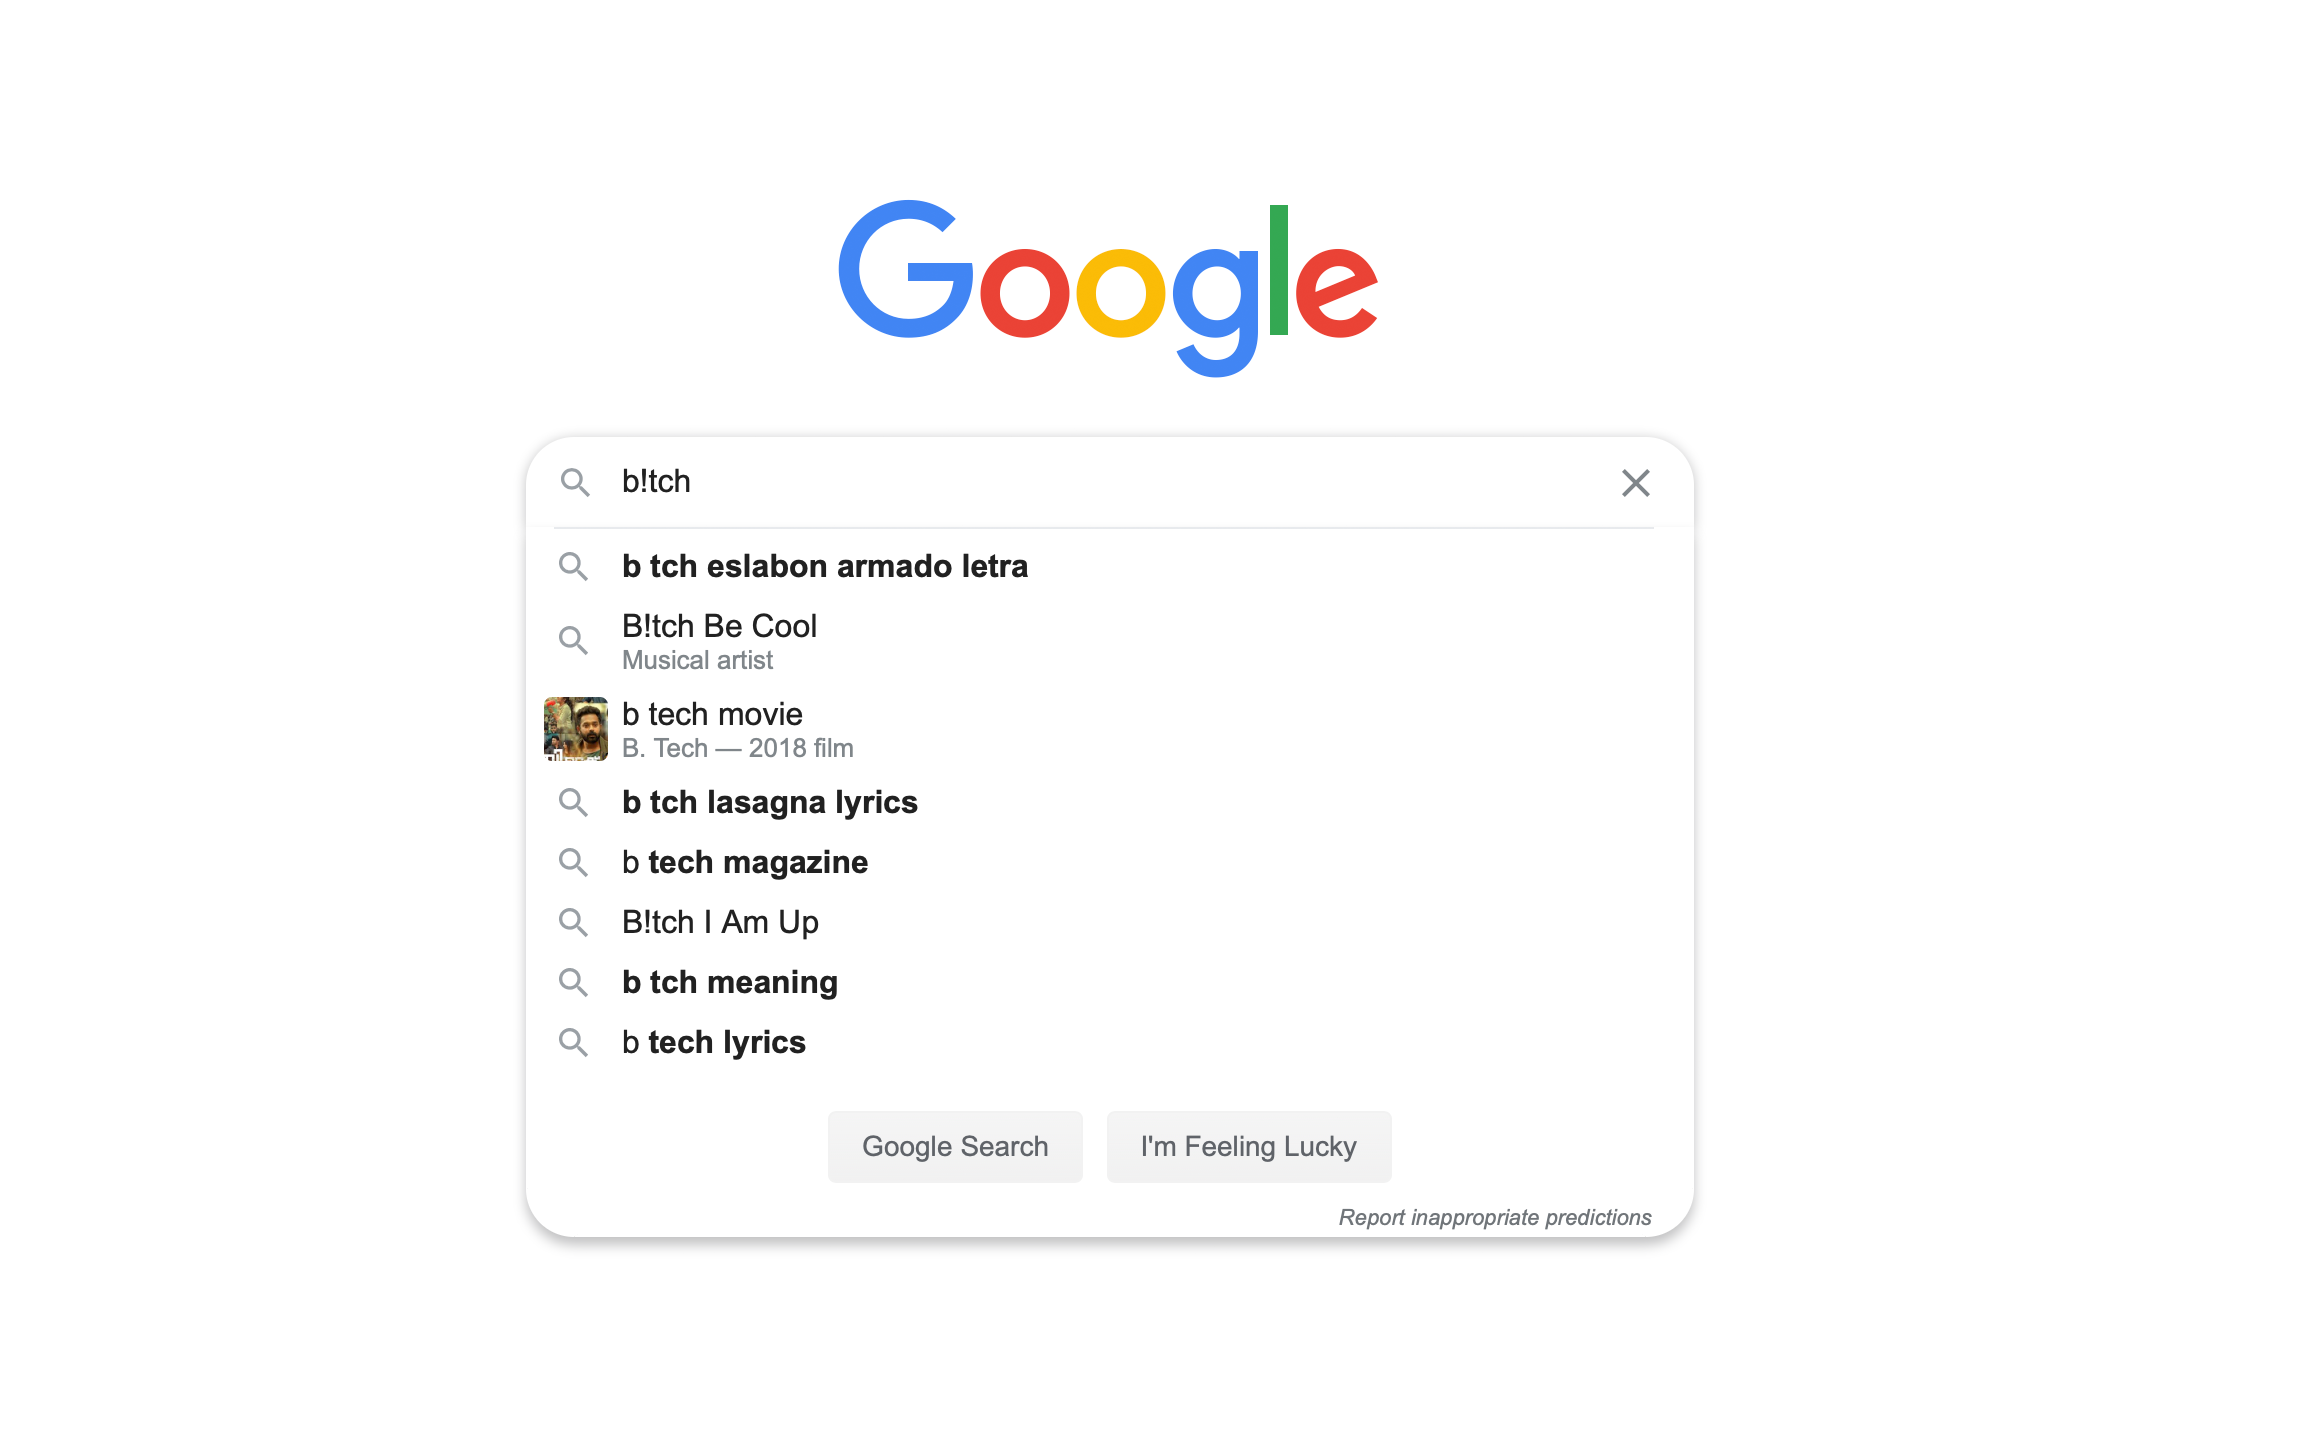 Google
b!tch
b tch eslabon armado letra
B!tch Be Cool
Musical artist
b tech movie
B. Tech — 2018 film
b tch lasagna lyrics
b tech magazine
B!tch I Am Up
b tch meaning
b tech lyrics
Google Search
I'm Feeling Lucky
Report inappropriate predictions